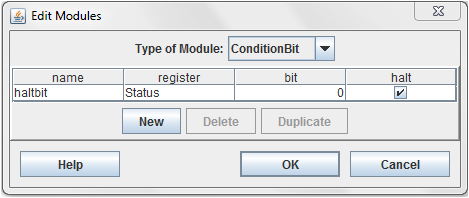 Edit Modules
Type of Module: ConditionBit
name register bit halt
haltbit Status 0
New Delete Duplicate
Help OK Cancel